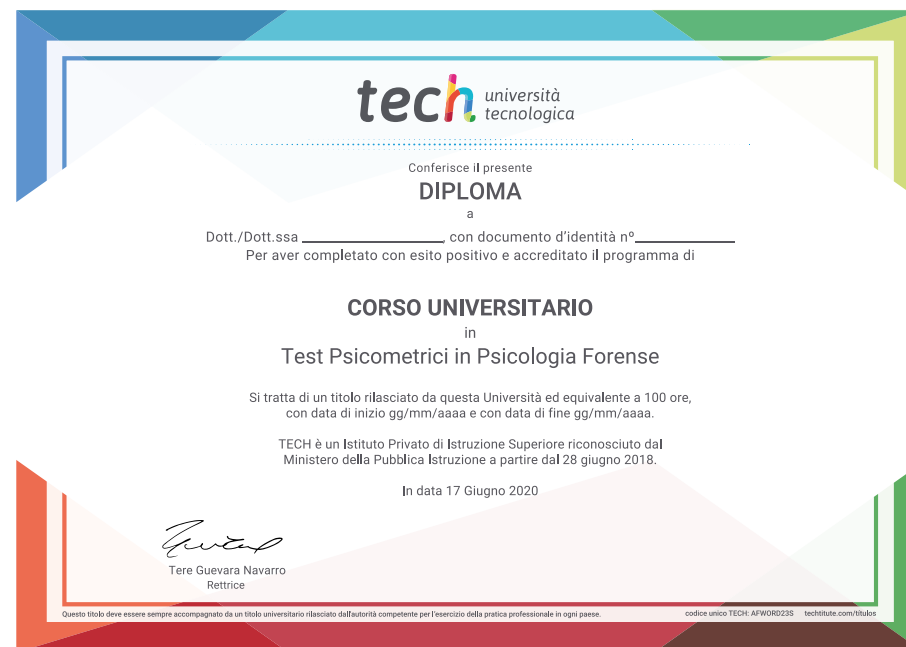 tech università
tecnologica
Conferisce il presente
DIPLOMA
a
Dott./Dott.ssa ____________________, con documento d'identità nº______________
Per aver completato con esito positivo e accreditato il programma di
CORSO UNIVERSITARIO
in
Test Psicometrici in Psicologia Forense
Si tratta di un titolo rilasciato da questa Università ed equivalente a 100 ore,
con data di inizio gg/mm/aaaa e con data di fine gg/mm/aaaa.
TECH è un Istituto Privato di Istruzione Superiore riconosciuto dal
Ministero della Pubblica Istruzione a partire dal 28 giugno 2018.
In data 17 Giugno 2020
Tere Guevara Navarro
Rettrice
Questo titolo deve essere sempre accompagnato da un titolo universitario rilasciato dall'autorità competente per l'esercizio della pratica professionale in ogni paese.
codice unico TECH: AFWORD23S techtitute.com/títulos